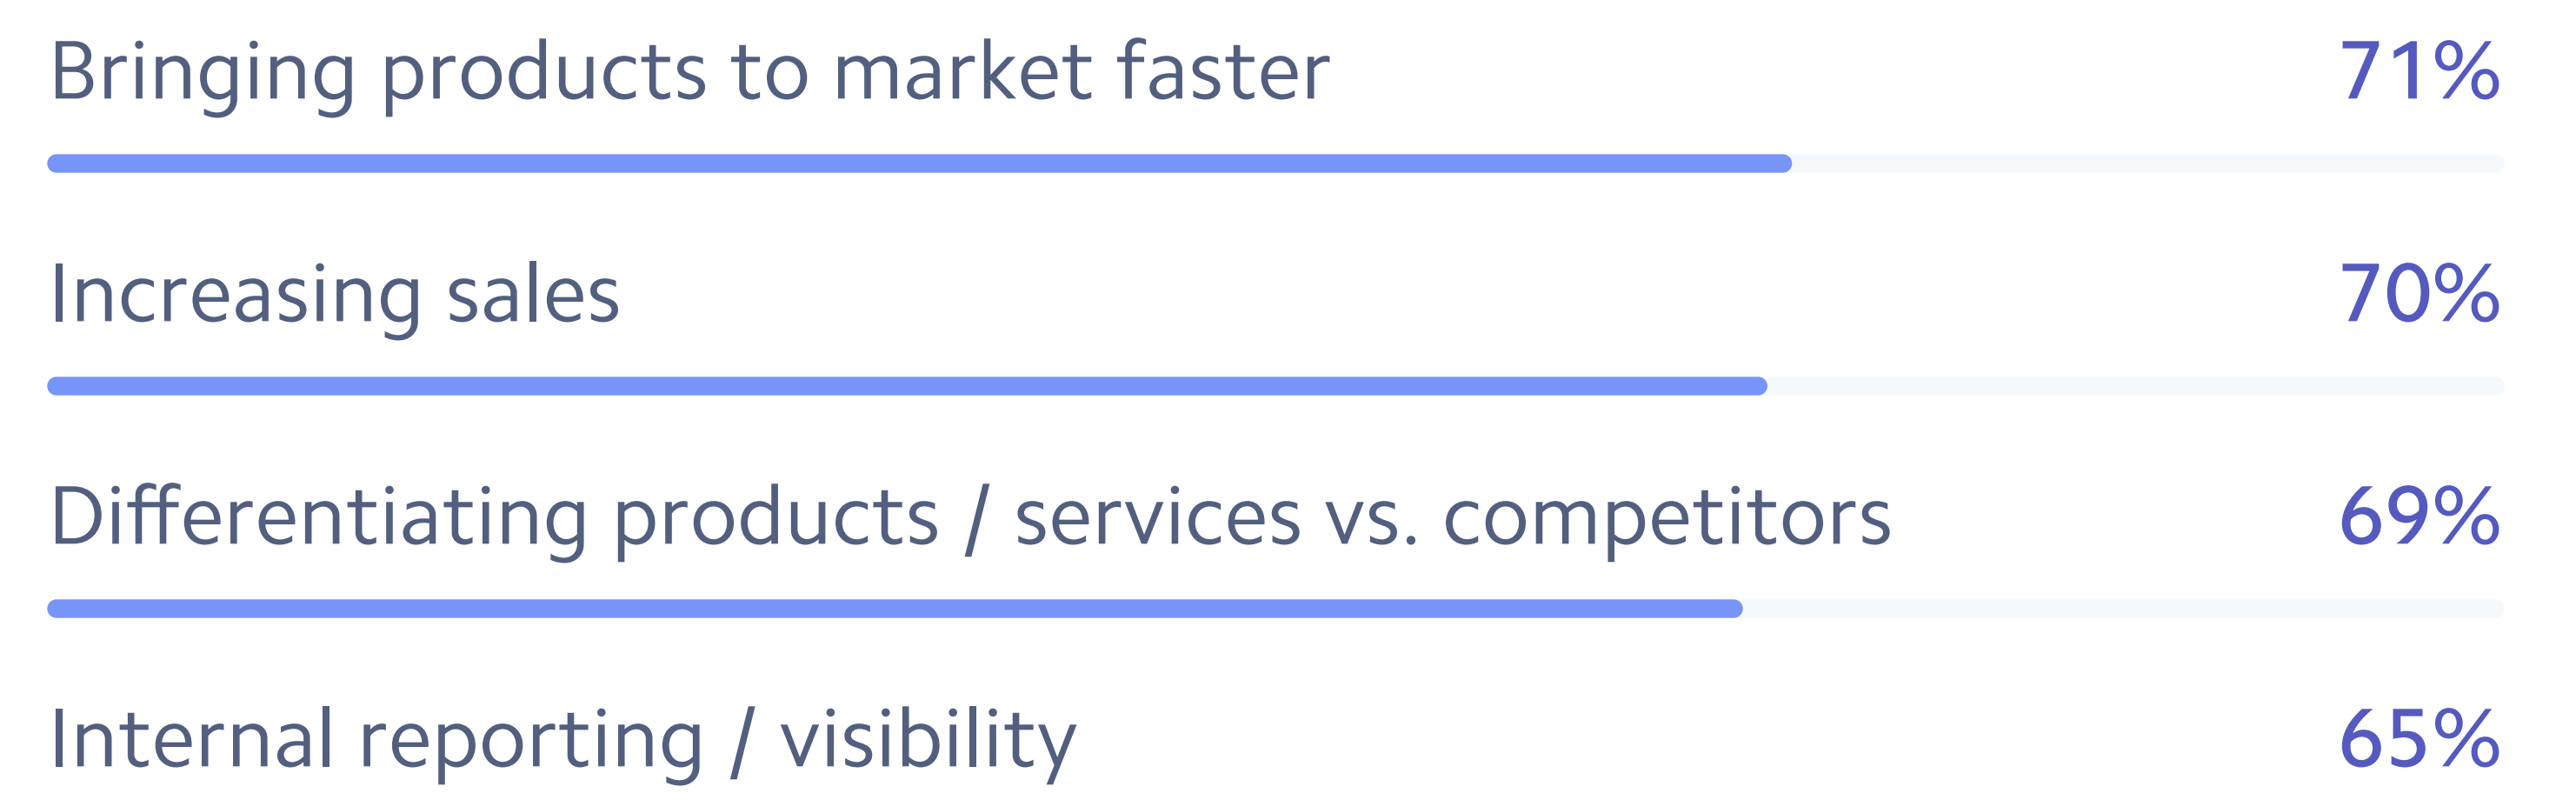 Bringing products to market faster 71%
Increasing sales 70%
Differentiating products / services vs. competitors 69%
Internal reporting / visibility 65%